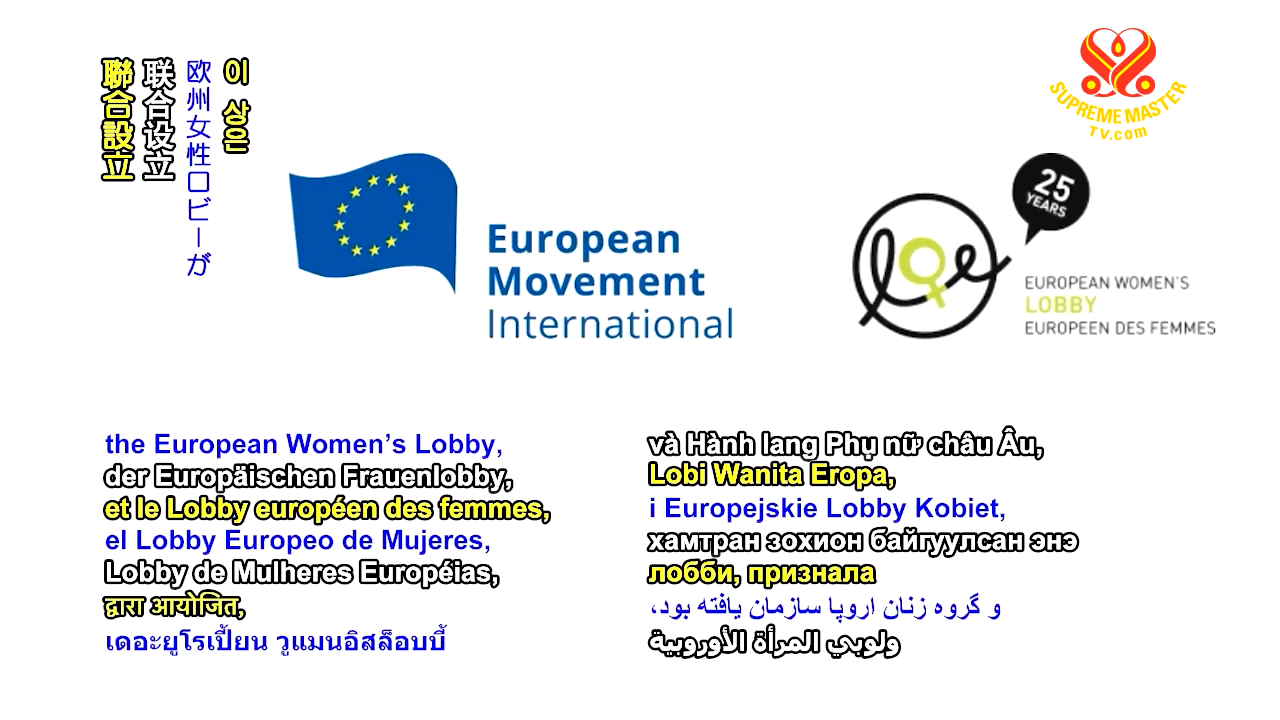 聯合設立
联合设立
欧州女性ロビーが
이 상은
SUPREME MASTER
TV.com
European
Movement
International
25
YEARS
EUROPEAN WOMEN'S
LOBBY
EUROPEEN DES FEMMES
the European Women's Lobby,
der Europäischen Frauenlobby,
et le Lobby européen des femmes,
el Lobby Europeo de Mujeres,
Lobby de Mulheres Européias,
द्वारा आयोजित,
เดอะยูโรเปี้ยน วูแมนอิสล็อบบี้
và Hành lang Phụ nữ châu Âu,
Lobi Wanita Eropa,
i Europejskie Lobby Kobiet,
хамтран зохион байгуулсан энэ
лобби, признала
و گروه زنان اروپا سازمان یافته بود،
ولوبي المرأة الأوروبية